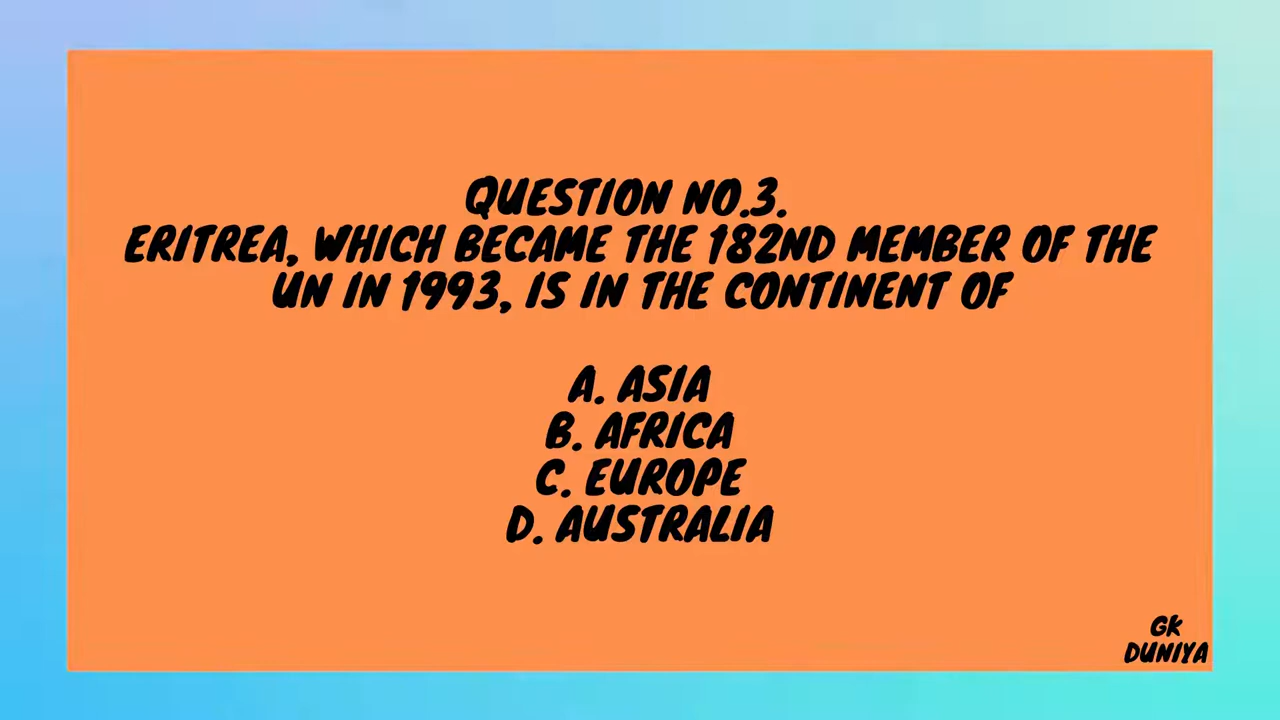 QUESTION NO.3.
ERITREA, WHICH BECAME THE 182ND MEMBER OF THE
UN IN 1993, IS IN THE CONTINENT OF
A. ASIA
B. AFRICA
C. EUROPE
D. AUSTRALIA
GK
DUNIYA